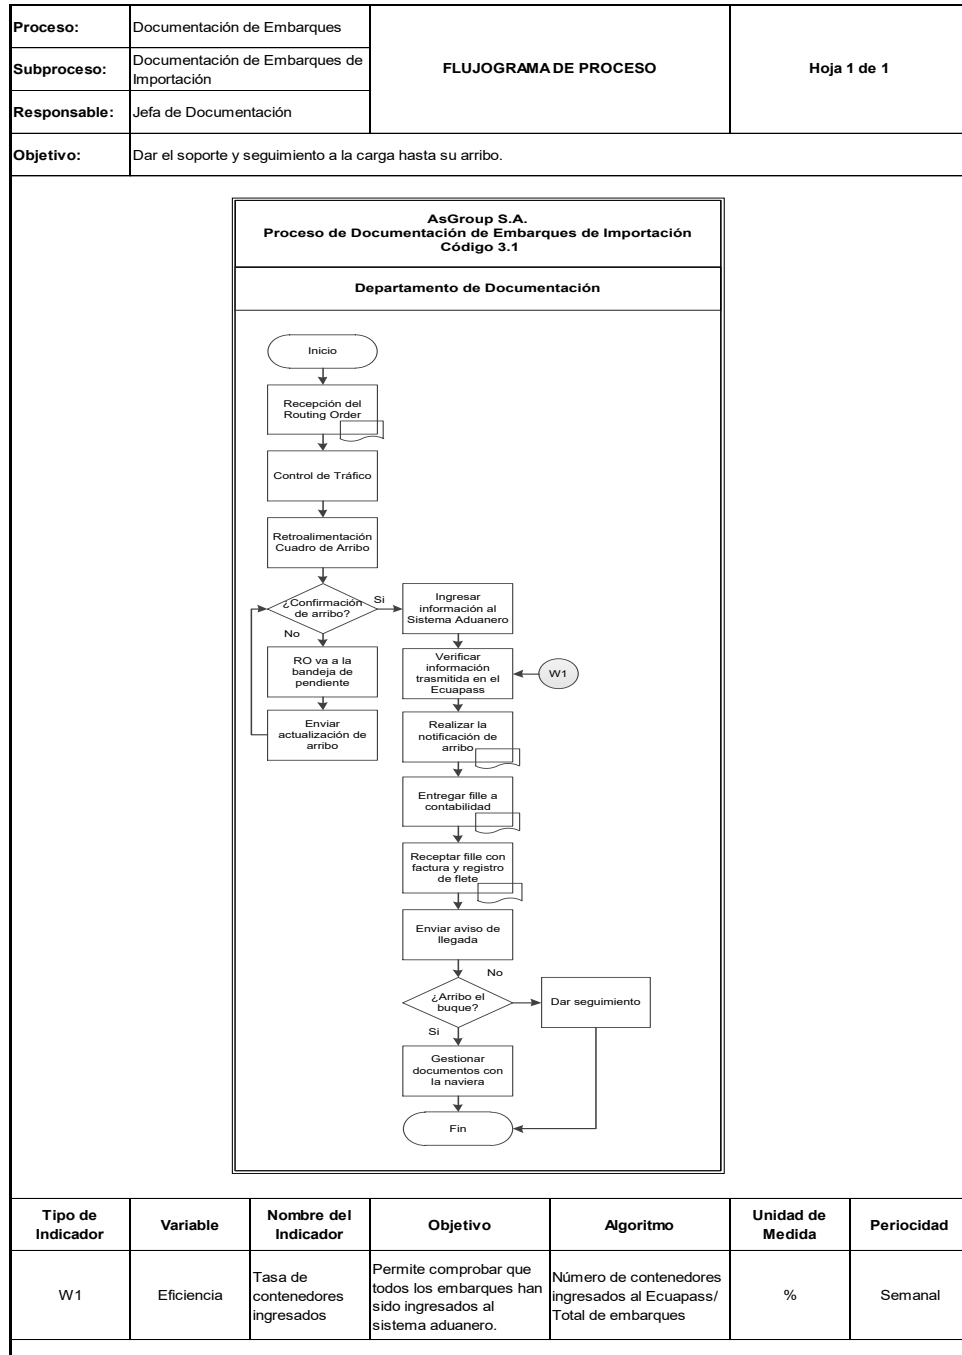 Proceso:
Documentación de Embarques
Subproceso:
Documentación de Embarques de
Importación
Responsable:
Jefa de Documentación
FLUJOGRAMA DE PROCESO
Hoja 1 de 1
Objetivo:
Dar el soporte y seguimiento a la carga hasta su arribo.
AsGroup S.A.
Proceso de Documentación de Embarques de Importación
Código 3.1
Departamento de Documentación
Inicio
Recepción del
Routing Order
Control de Tráfico
Retroalimentación
Cuadro de Arribo
¿Confirmación
de arribo?
Si
No
RO va a la
bandeja de
pendiente
Enviar
actualización de
arribo
Ingresar
información al
Sistema Aduanero
Verificar
información
trasmitida en el
Ecuapass
W1
Realizar la
notificación de
arribo
Entregar fille a
contabilidad
Receptar fille con
factura y registro
de flete
Enviar aviso de
llegada
No
¿Arribo el
buque?
Dar seguimiento
Si
Gestionar
documentos con
la naviera
Fin
Tipo de
Indicador
Variable
Nombre del
Indicador
Objetivo
Algoritmo
Unidad de
Medida
Periocidad
W1
Eficiencia
Tasa de
contenedores
ingresados
Permite comprobar que
todos los embarques han
sido ingresados al
sistema aduanero.
Número de contenedores
ingresados al Ecuapass/
Total de embarques
%
Semanal